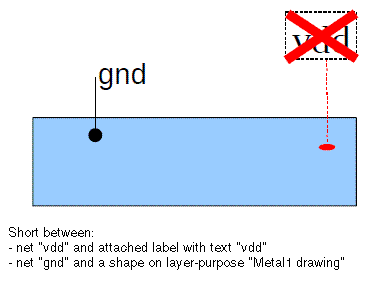 vdd
gnd
Short between:
- net "vdd" and attached label with text "vdd"
- net "gnd" and a shape on layer-purpose "Metal1 drawing"